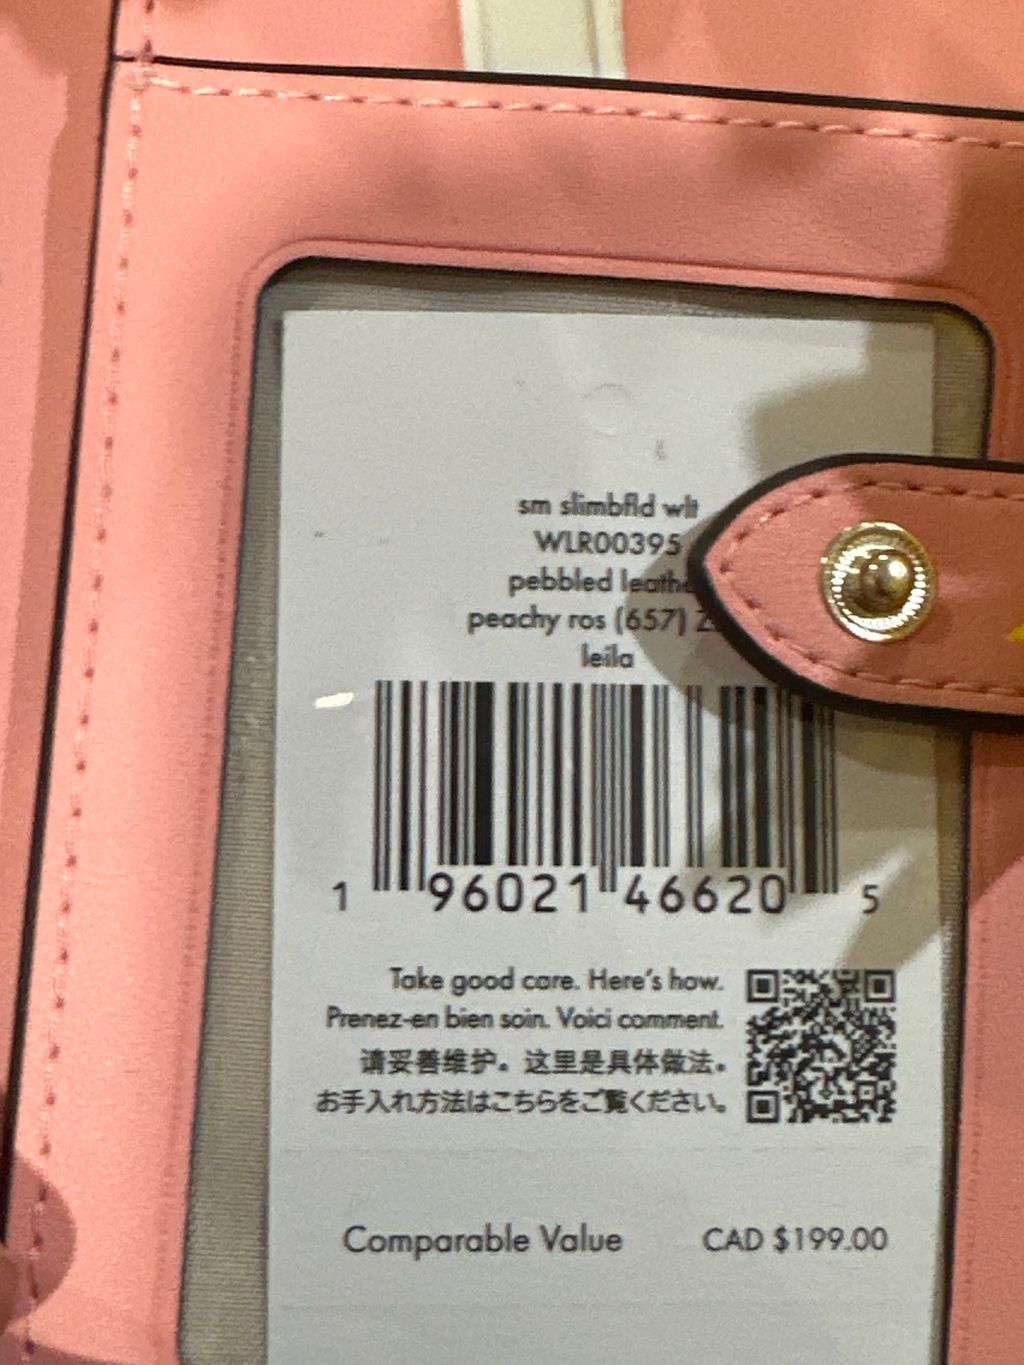 sm slimbfld wlt
WLR00395
pebbled
peachy ros (657)
leila
1 96021 46620 5
Take good care. Here's how.
Prenez-en bien soin. Voici comment.
请妥善维护。这里是具体做法。
お手入れ方法はこちらをご覧ください。
Comparable Value CAD $199.00